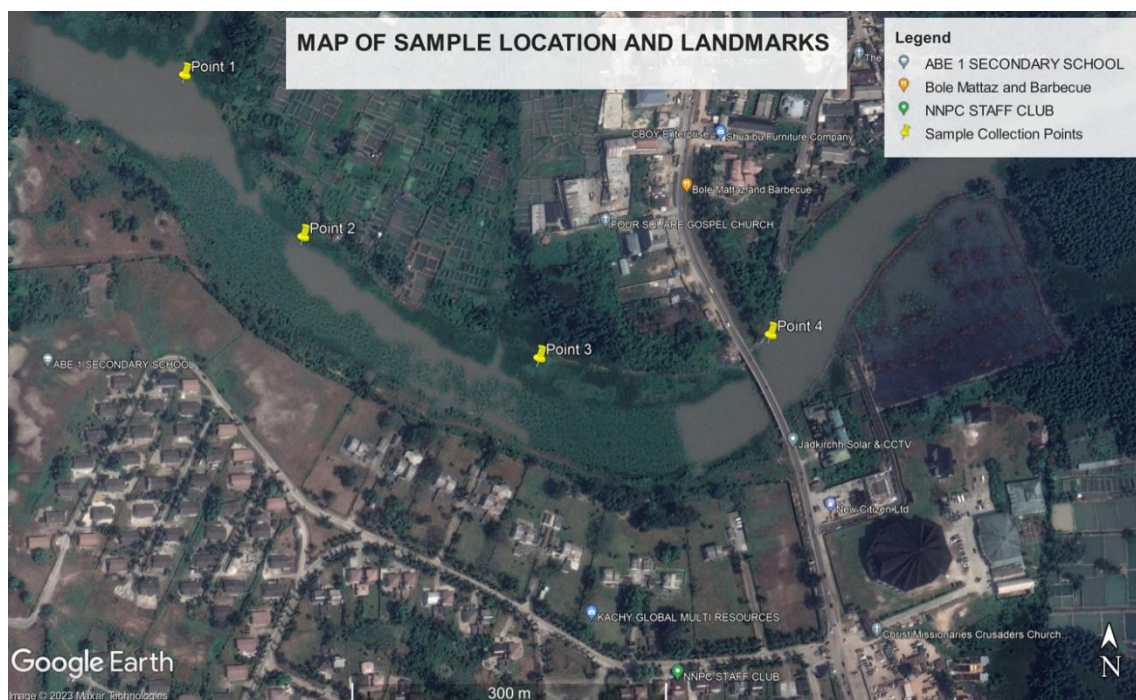 MAP OF SAMPLE LOCATION AND LANDMARKS
Legend
ABE 1 SECONDARY SCHOOL
Bole Mattaz and Barbecue
NNPC STAFF CLUB
Sample Collection Points
The
Point 1
CBOY Enterprise
Shuaibu Furniture Company
Bole Mattaz and Barbecue
FOUR SQUARE GOSPEL CHURCH
Point 2
Point 4
Point 3
ABE 1 SECONDARY SCHOOL
Jadkirchh Solar & CCTV
New Citizen Ltd
KACHY GLOBAL MULTI RESOURCES
Christ Missionaries Crusaders Church...
Google Earth
N
NNPC STAFF CLUB
Image © 2023 Maxar Technologies
300 m